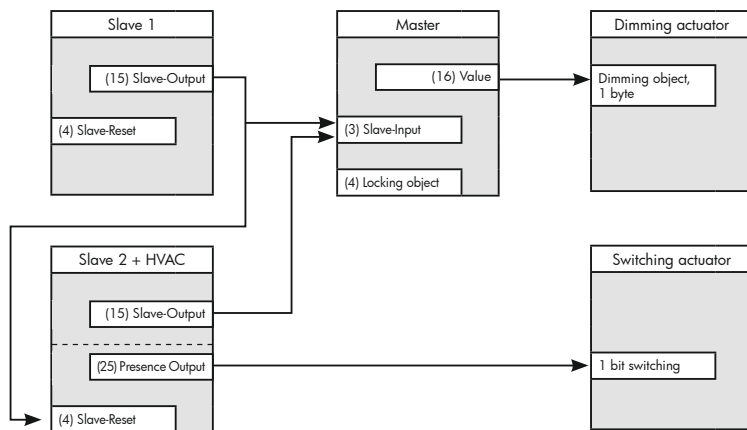 Slave 1
(15) Slave-Output
(4) Slave-Reset
Master
(16) Value
(3) Slave-Input
(4) Locking object
Dimming actuator
Dimming object,
1 byte
Slave 2 + HVAC
(15) Slave-Output
(25) Presence Output
(4) Slave-Reset
Switching actuator
1 bit switching